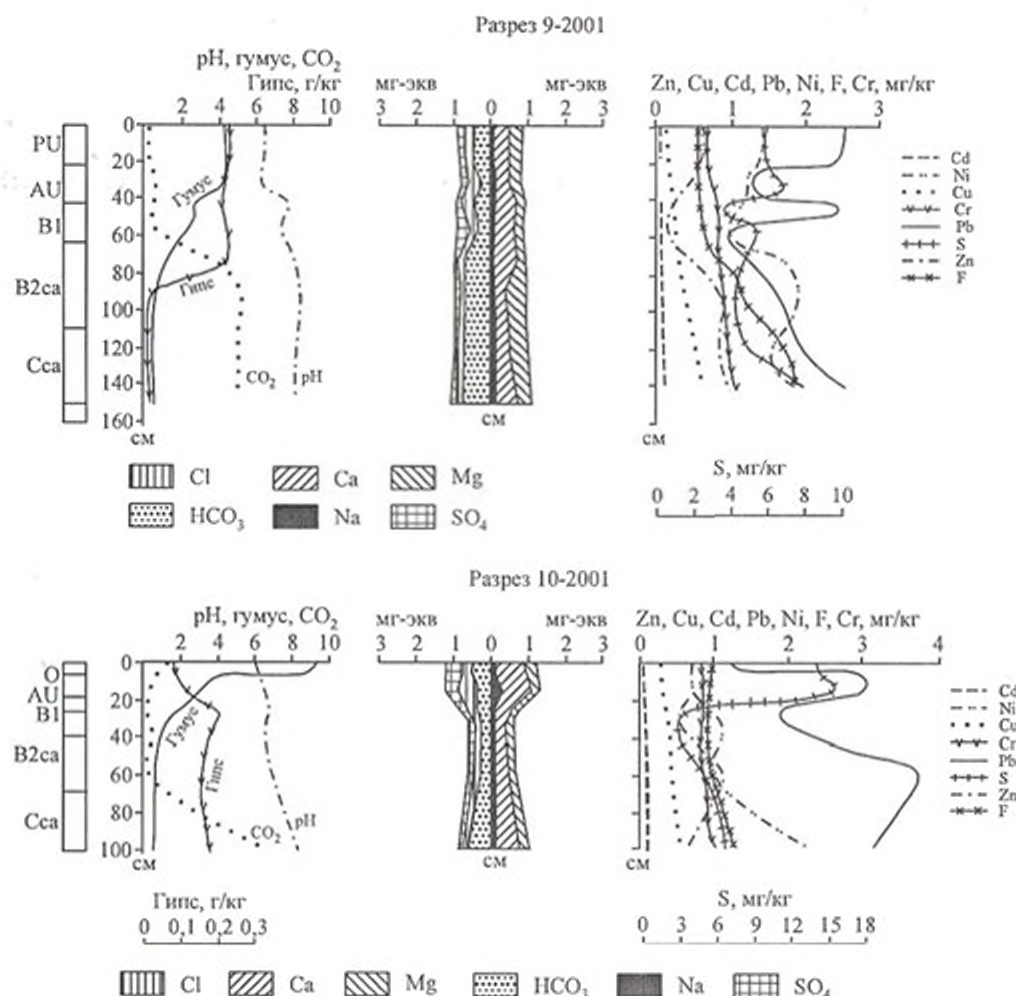 Разрез 9-2001
pH, гумус, CO₂
Гипс, г/кг
2 4 6 8 10
мг-экв мг-экв
3 2 1 0 1 2 3
Zn, Cu, Cd, Pb, Ni, F, Cr, мг/кг
0 1 2 3
PU
AU
B1
B2ca
Cca
0
20
40
60
80
100
120
140
160
см
Гумус
Гипс
CO₂
pH
см
см
Cd
Ni
Cu
Cr
Pb
S
Zn
F
S, мг/кг
0 2 4 6 8 10
Cl Ca Mg
HCO₃ Na SO₄
Разрез 10-2001
pH, гумус, CO₂
2 4 6 8 10
мг-экв мг-экв
3 2 1 0 1 2 3
Zn, Cu, Cd, Pb, Ni, F, Cr, мг/кг
0 1 2 3 4
O
AU
B1
B2ca
Cca
0
20
40
60
80
100
см
Гумус
Гипс
CO₂
pH
см
см
Cd
Ni
Cu
Cr
Pb
S
Zn
F
Гипс, г/кг
0 0,1 0,2 0,3
S, мг/кг
0 3 6 9 12 15 18
Cl Ca Mg HCO₃ Na SO₄